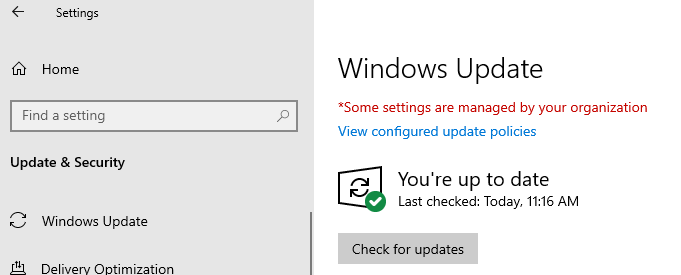 Settings
Home
Find a setting
Update & Security
Windows Update
Delivery Optimization
Windows Update
*Some settings are managed by your organization
View configured update policies
You're up to date
Last checked: Today, 11:16 AM
Check for updates